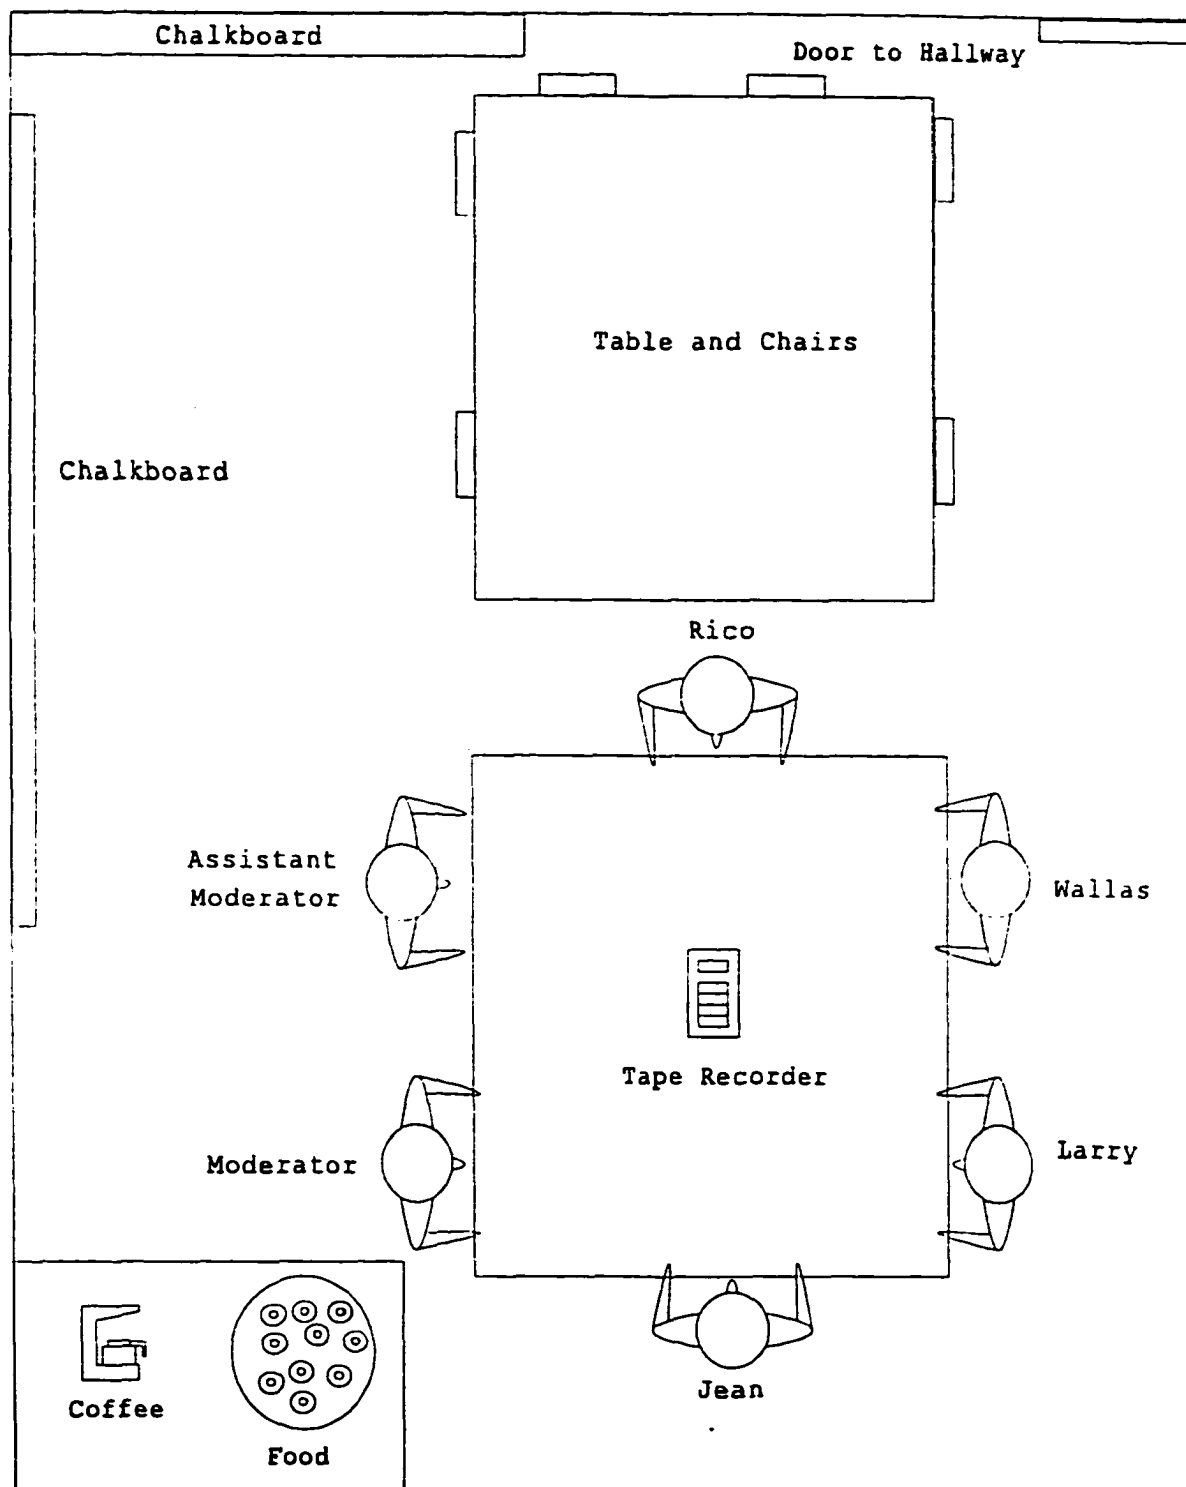 Chalkboard
Door to Hallway
Table and Chairs
Chalkboard
Rico
Assistant
Moderator
Wallas
Tape Recorder
Moderator
Larry
Jean
Coffee
Food